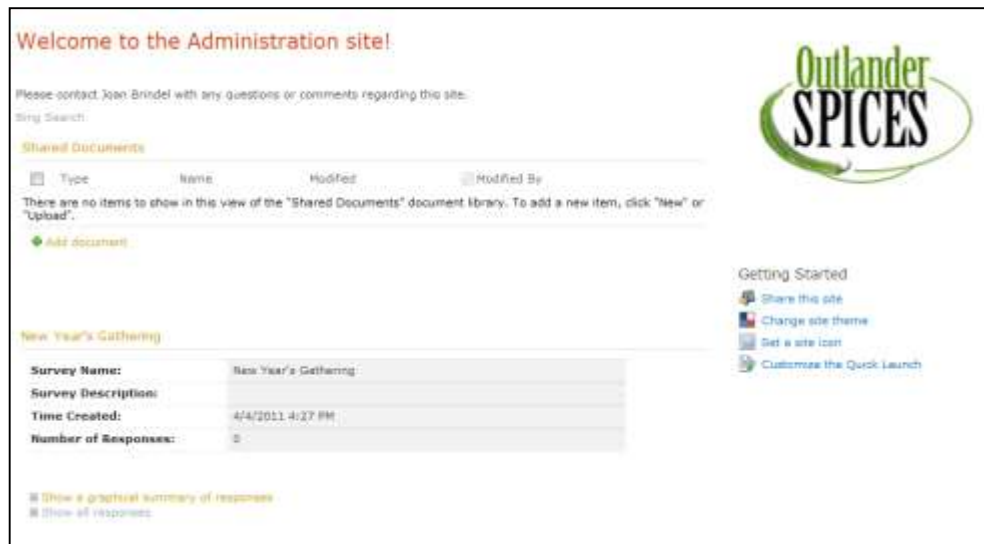 Welcome to the Administration site!
Please contact Joan Brindel with any questions or comments regarding this site.
Bing Search
Shared Documents
Type Name Modified Modified By
There are no items to show in this view of the "Shared Documents" document library. To add a new item, click "New" or
"Upload".
Add document
New Year's Gathering
Survey Name: New Year's Gathering
Survey Description:
Time Created: 4/4/2011 4:27 PM
Number of Responses: 0
Show a graphical summary of responses
Show all responses
Outlander
SPICES
Getting Started
Share this site
Change site theme
Set a site icon
Customize the Quick Launch